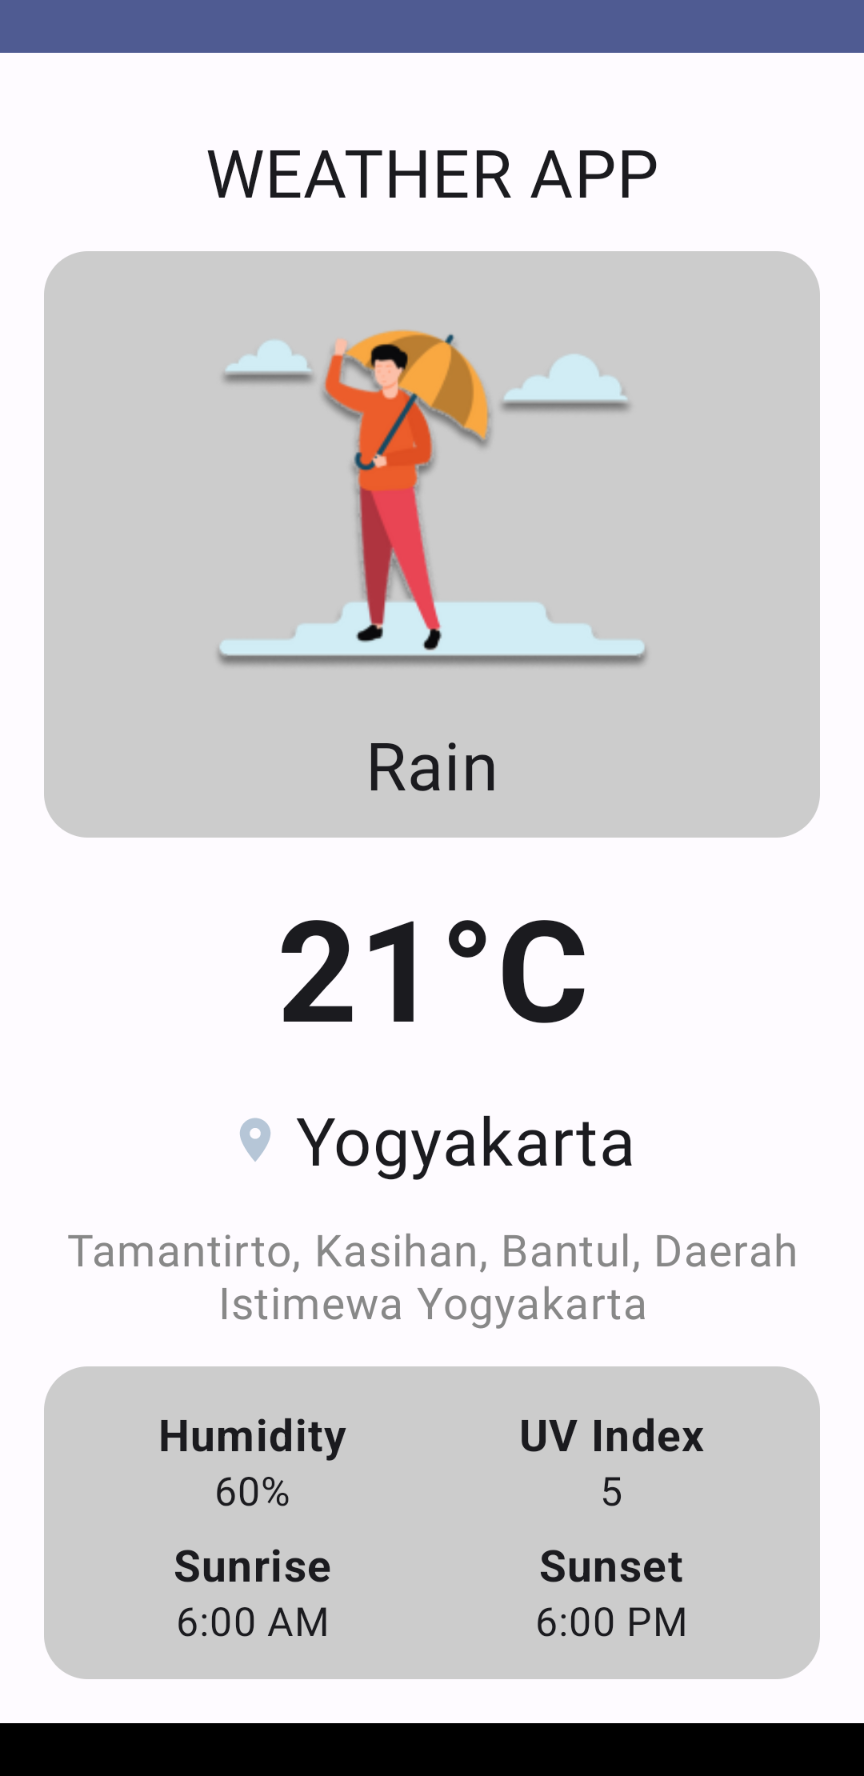 WEATHER APP
Rain
21°C
Yogyakarta
Tamantirto, Kasihan, Bantul, Daerah
Istimewa Yogyakarta
Humidity
60%
UV Index
5
Sunrise
6:00 AM
Sunset
6:00 PM